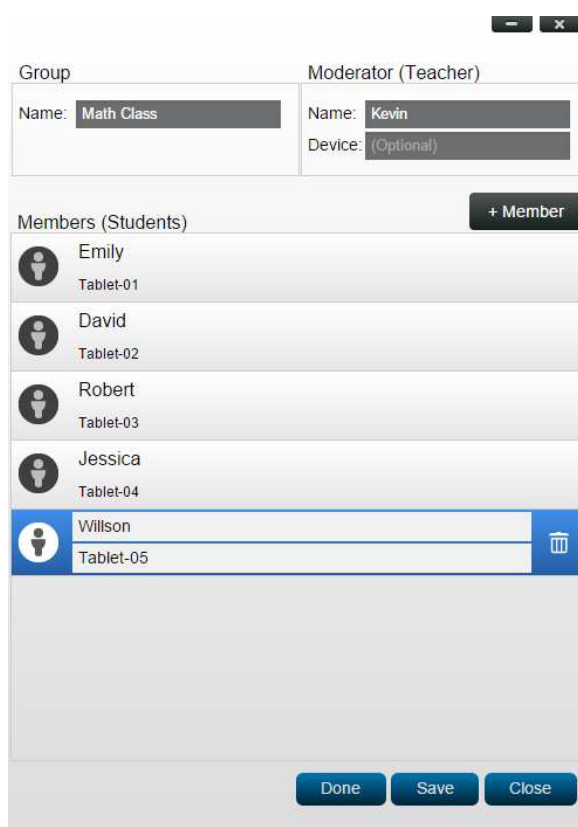 Group
Moderator (Teacher)
Name: Math Class
Name: Kevin
Device: (Optional)
Members (Students)
+ Member
Emily
Tablet-01
David
Tablet-02
Robert
Tablet-03
Jessica
Tablet-04
Willson
Tablet-05
Done
Save
Close